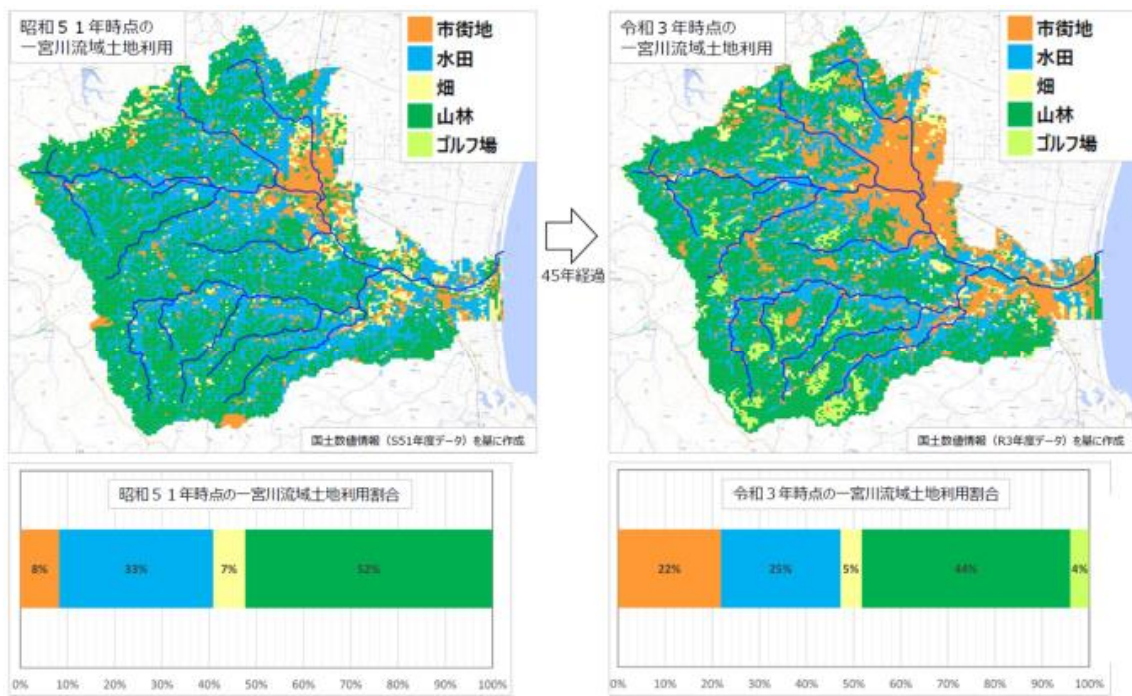 昭和51年時点の
一宮川流域土地利用
市街地
水田
畑
山林
ゴルフ場
国土数値情報（S51年度データ）を基に作成
45年経過
令和3年時点の
一宮川流域土地利用
市街地
水田
畑
山林
ゴルフ場
国土数値情報（R3年度データ）を基に作成
昭和51年時点の一宮川流域土地利用割合
8% 33% 7% 52%
0% 10% 20% 30% 40% 50% 60% 70% 80% 90% 100%
令和3年時点の一宮川流域土地利用割合
22% 25% 5% 44% 4%
0% 10% 20% 30% 40% 50% 60% 70% 80% 90% 100%